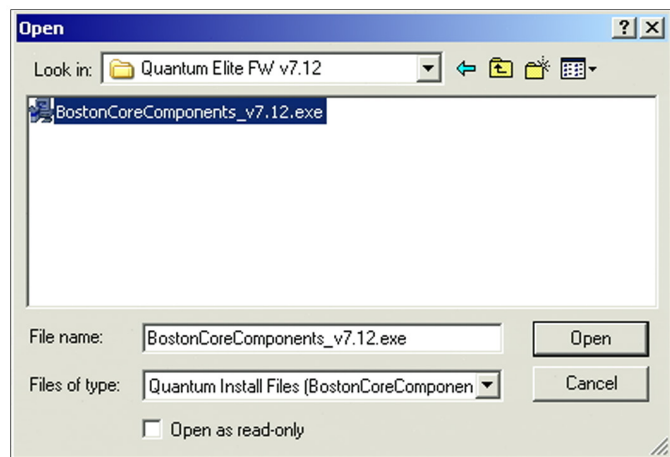 Open
Look in: Quantum Elite FW v7.12
BostonCoreComponents_v7.12.exe
File name: BostonCoreComponents_v7.12.exe Open
Files of type: Quantum Install Files (BostonCoreComponen Cancel
Open as read-only